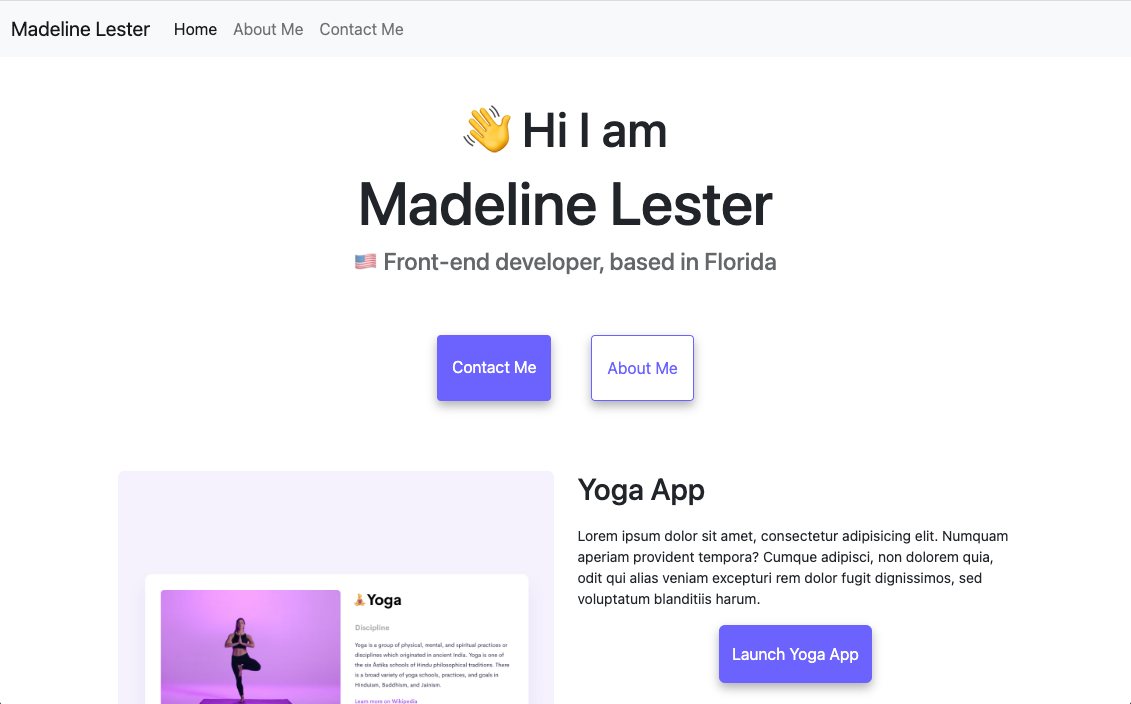 Madeline Lester Home About Me Contact Me
👋 Hi I am
Madeline Lester
🇺🇸 Front-end developer, based in Florida
Contact Me About Me
Yoga App
Lorem ipsum dolor sit amet, consectetur adipisicing elit. Numquam
aperiam provident tempora? Cumque adipisci, non dolorem quia,
odit qui alias veniam excepturi rem dolor fugit dignissimos, sed
voluptatum blanditiis harum.
Launch Yoga App
🧘Yoga
Discipline
Yoga is a group of physical, mental, and spiritual practices or
disciplines which originated in ancient India. Yoga is one of
the six Āstika schools of Hindu philosophical traditions. There
is a broad variety of yoga schools, practices, and goals in
Hinduism, Buddhism, and Jainism.
Learn more on Wikipedia